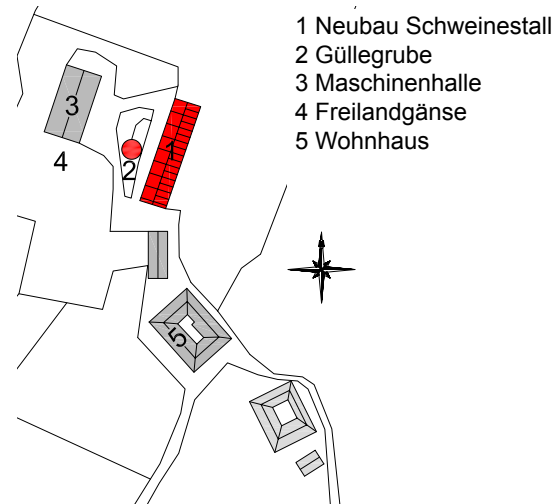 1 Neubau Schweinestall
2 Güllegrube
3 Maschinenhalle
4 Freilandgänse
5 Wohnhaus
3
1
4
2
5